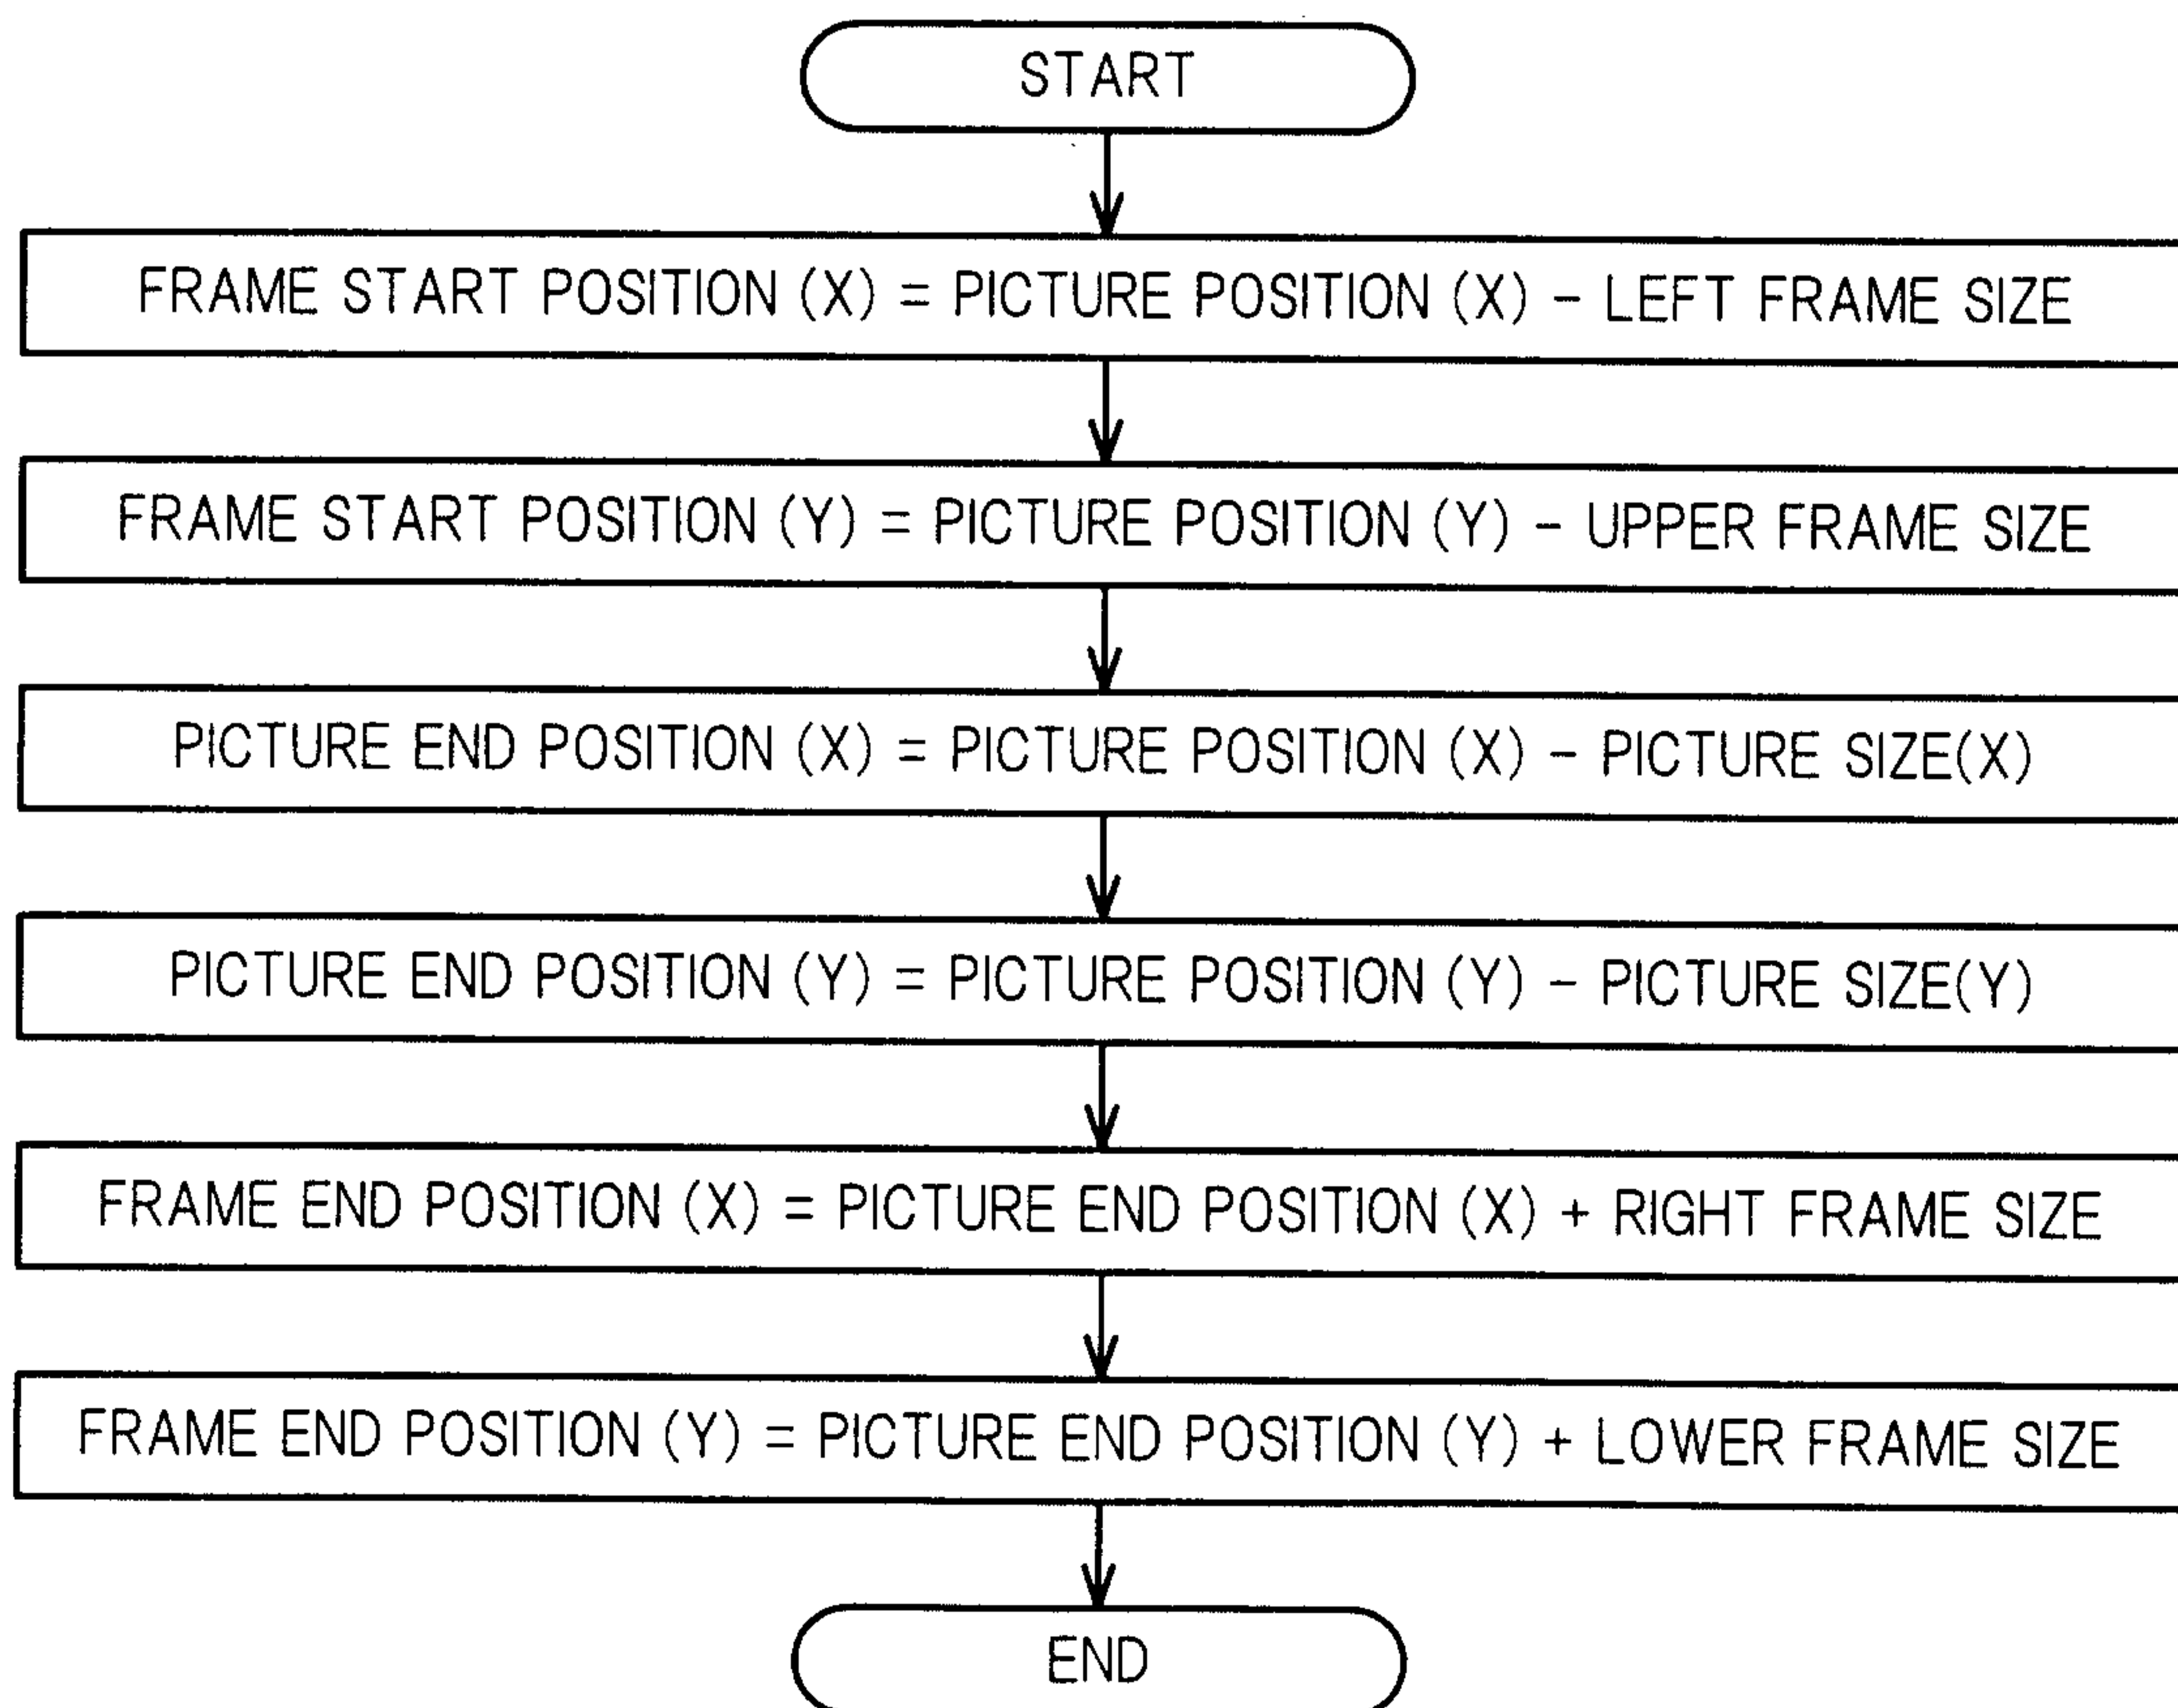 START
FRAME START POSITION (X) = PICTURE POSITION (X) - LEFT FRAME SIZE
FRAME START POSITION (Y) = PICTURE POSITION (Y) - UPPER FRAME SIZE
PICTURE END POSITION (X) = PICTURE POSITION (X) - PICTURE SIZE(X)
PICTURE END POSITION (Y) = PICTURE POSITION (Y) - PICTURE SIZE(Y)
FRAME END POSITION (X) = PICTURE END POSITION (X) + RIGHT FRAME SIZE
FRAME END POSITION (Y) = PICTURE END POSITION (Y) + LOWER FRAME SIZE
END